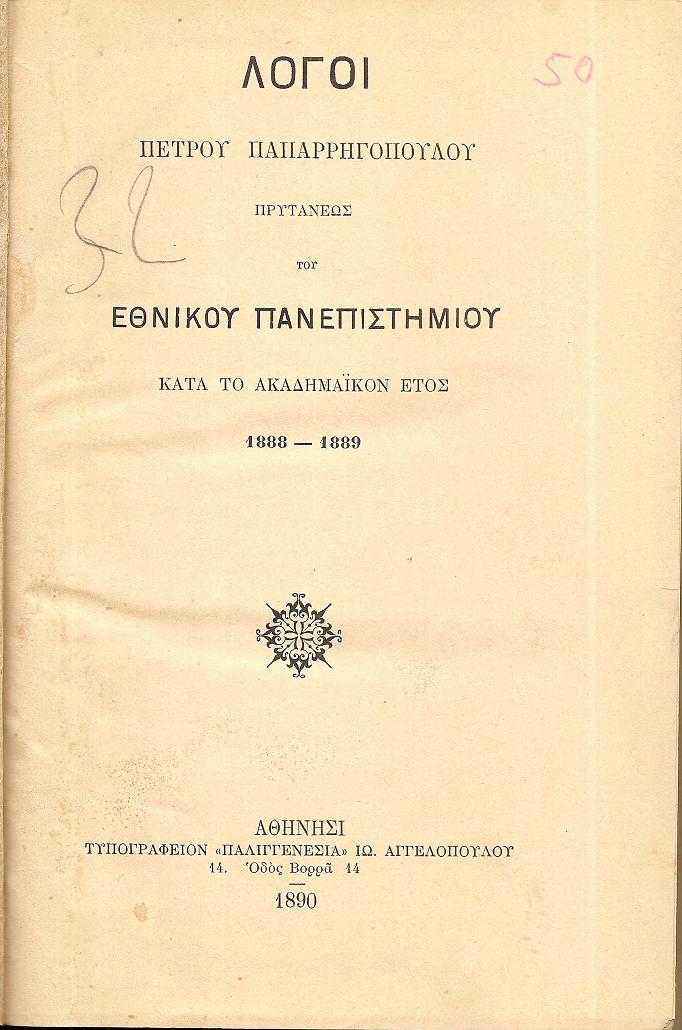 ΛΟΓΟΙ
50
ΠΕΤΡΟΥ ΠΑΠΑΡΡΗΓΟΠΟΥΛΟΥ
32
ΠΡΥΤΑΝΕΩΣ
ΤΟΥ
ΕΘΝΙΚΟΥ ΠΑΝΕΠΙΣΤΗΜΙΟΥ
ΚΑΤΑ ΤΟ ΑΚΑΔΗΜΑΪΚΟΝ ΕΤΟΣ
1888 — 1889
ΑΘΗΝΗΣΙ
ΤΥΠΟΓΡΑΦΕΙΟΝ «ΠΑΛΙΓΓΕΝΕΣΙΑ» ΙΩ. ΑΓΓΕΛΟΠΟΥΛΟΥ
14. Ὁδὸς Βορρᾶ 14
1890